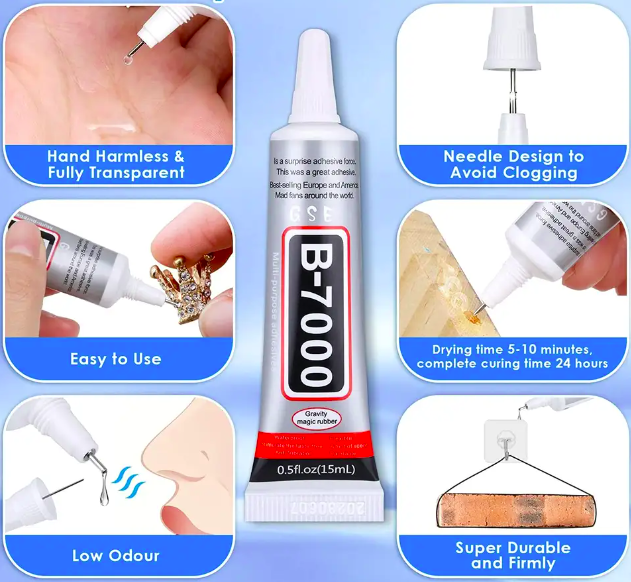 Hand Harmless &
Fully Transparent
Needle Design to
Avoid Clogging
Is a surprise adhesive force,
This was a great adhesive.
Best-selling Europe and America
Mad fans around the world.
GSE
B-7000
Multi-purpose adhesives
Easy to Use
Drying time 5-10 minutes,
complete curing time 24 hours
Gravity
magic rubber
0.5fl.oz(15mL)
Low Odour
Super Durable
and Firmly